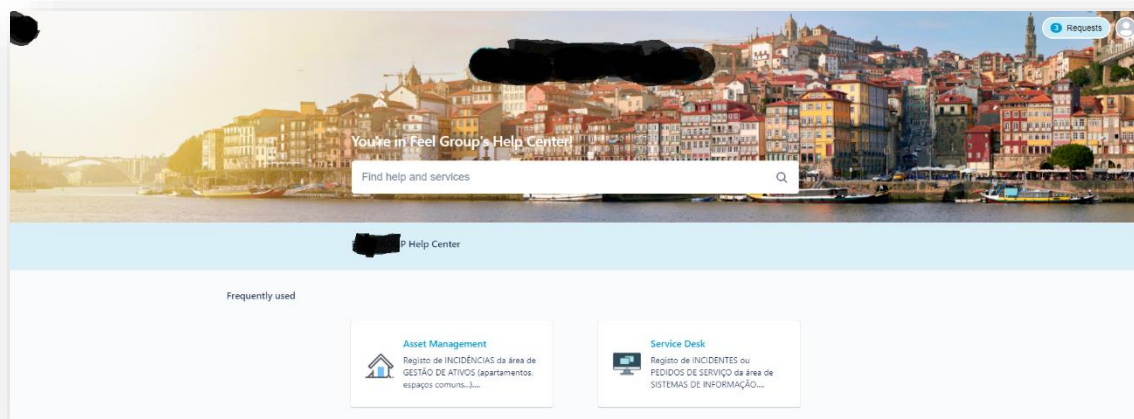 3 Requests
You're in Feel Group's Help Center!
Find help and services
P Help Center
Frequently used
Asset Management
Registo de INCIDÊNCIAS da área de
GESTÃO DE ATIVOS (apartamentos,
espaços comuns...)....
Service Desk
Registo de INCIDENTES ou
PEDIDOS DE SERVIÇO da área de
SISTEMAS DE INFORMAÇÃO....